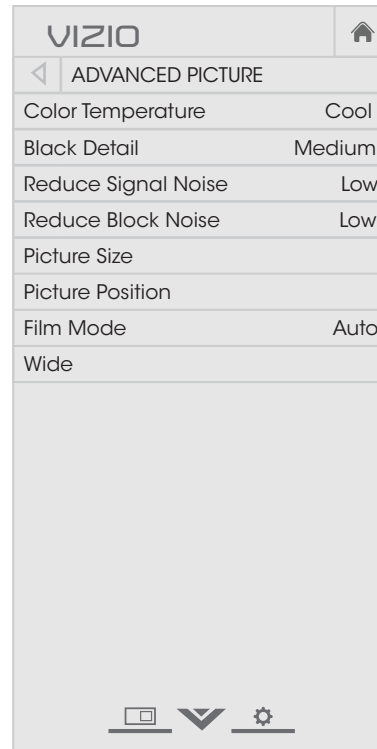 VIZIO
ADVANCED PICTURE
Color Temperature Cool
Black Detail Medium
Reduce Signal Noise Low
Reduce Block Noise Low
Picture Size
Picture Position
Film Mode Auto
Wide